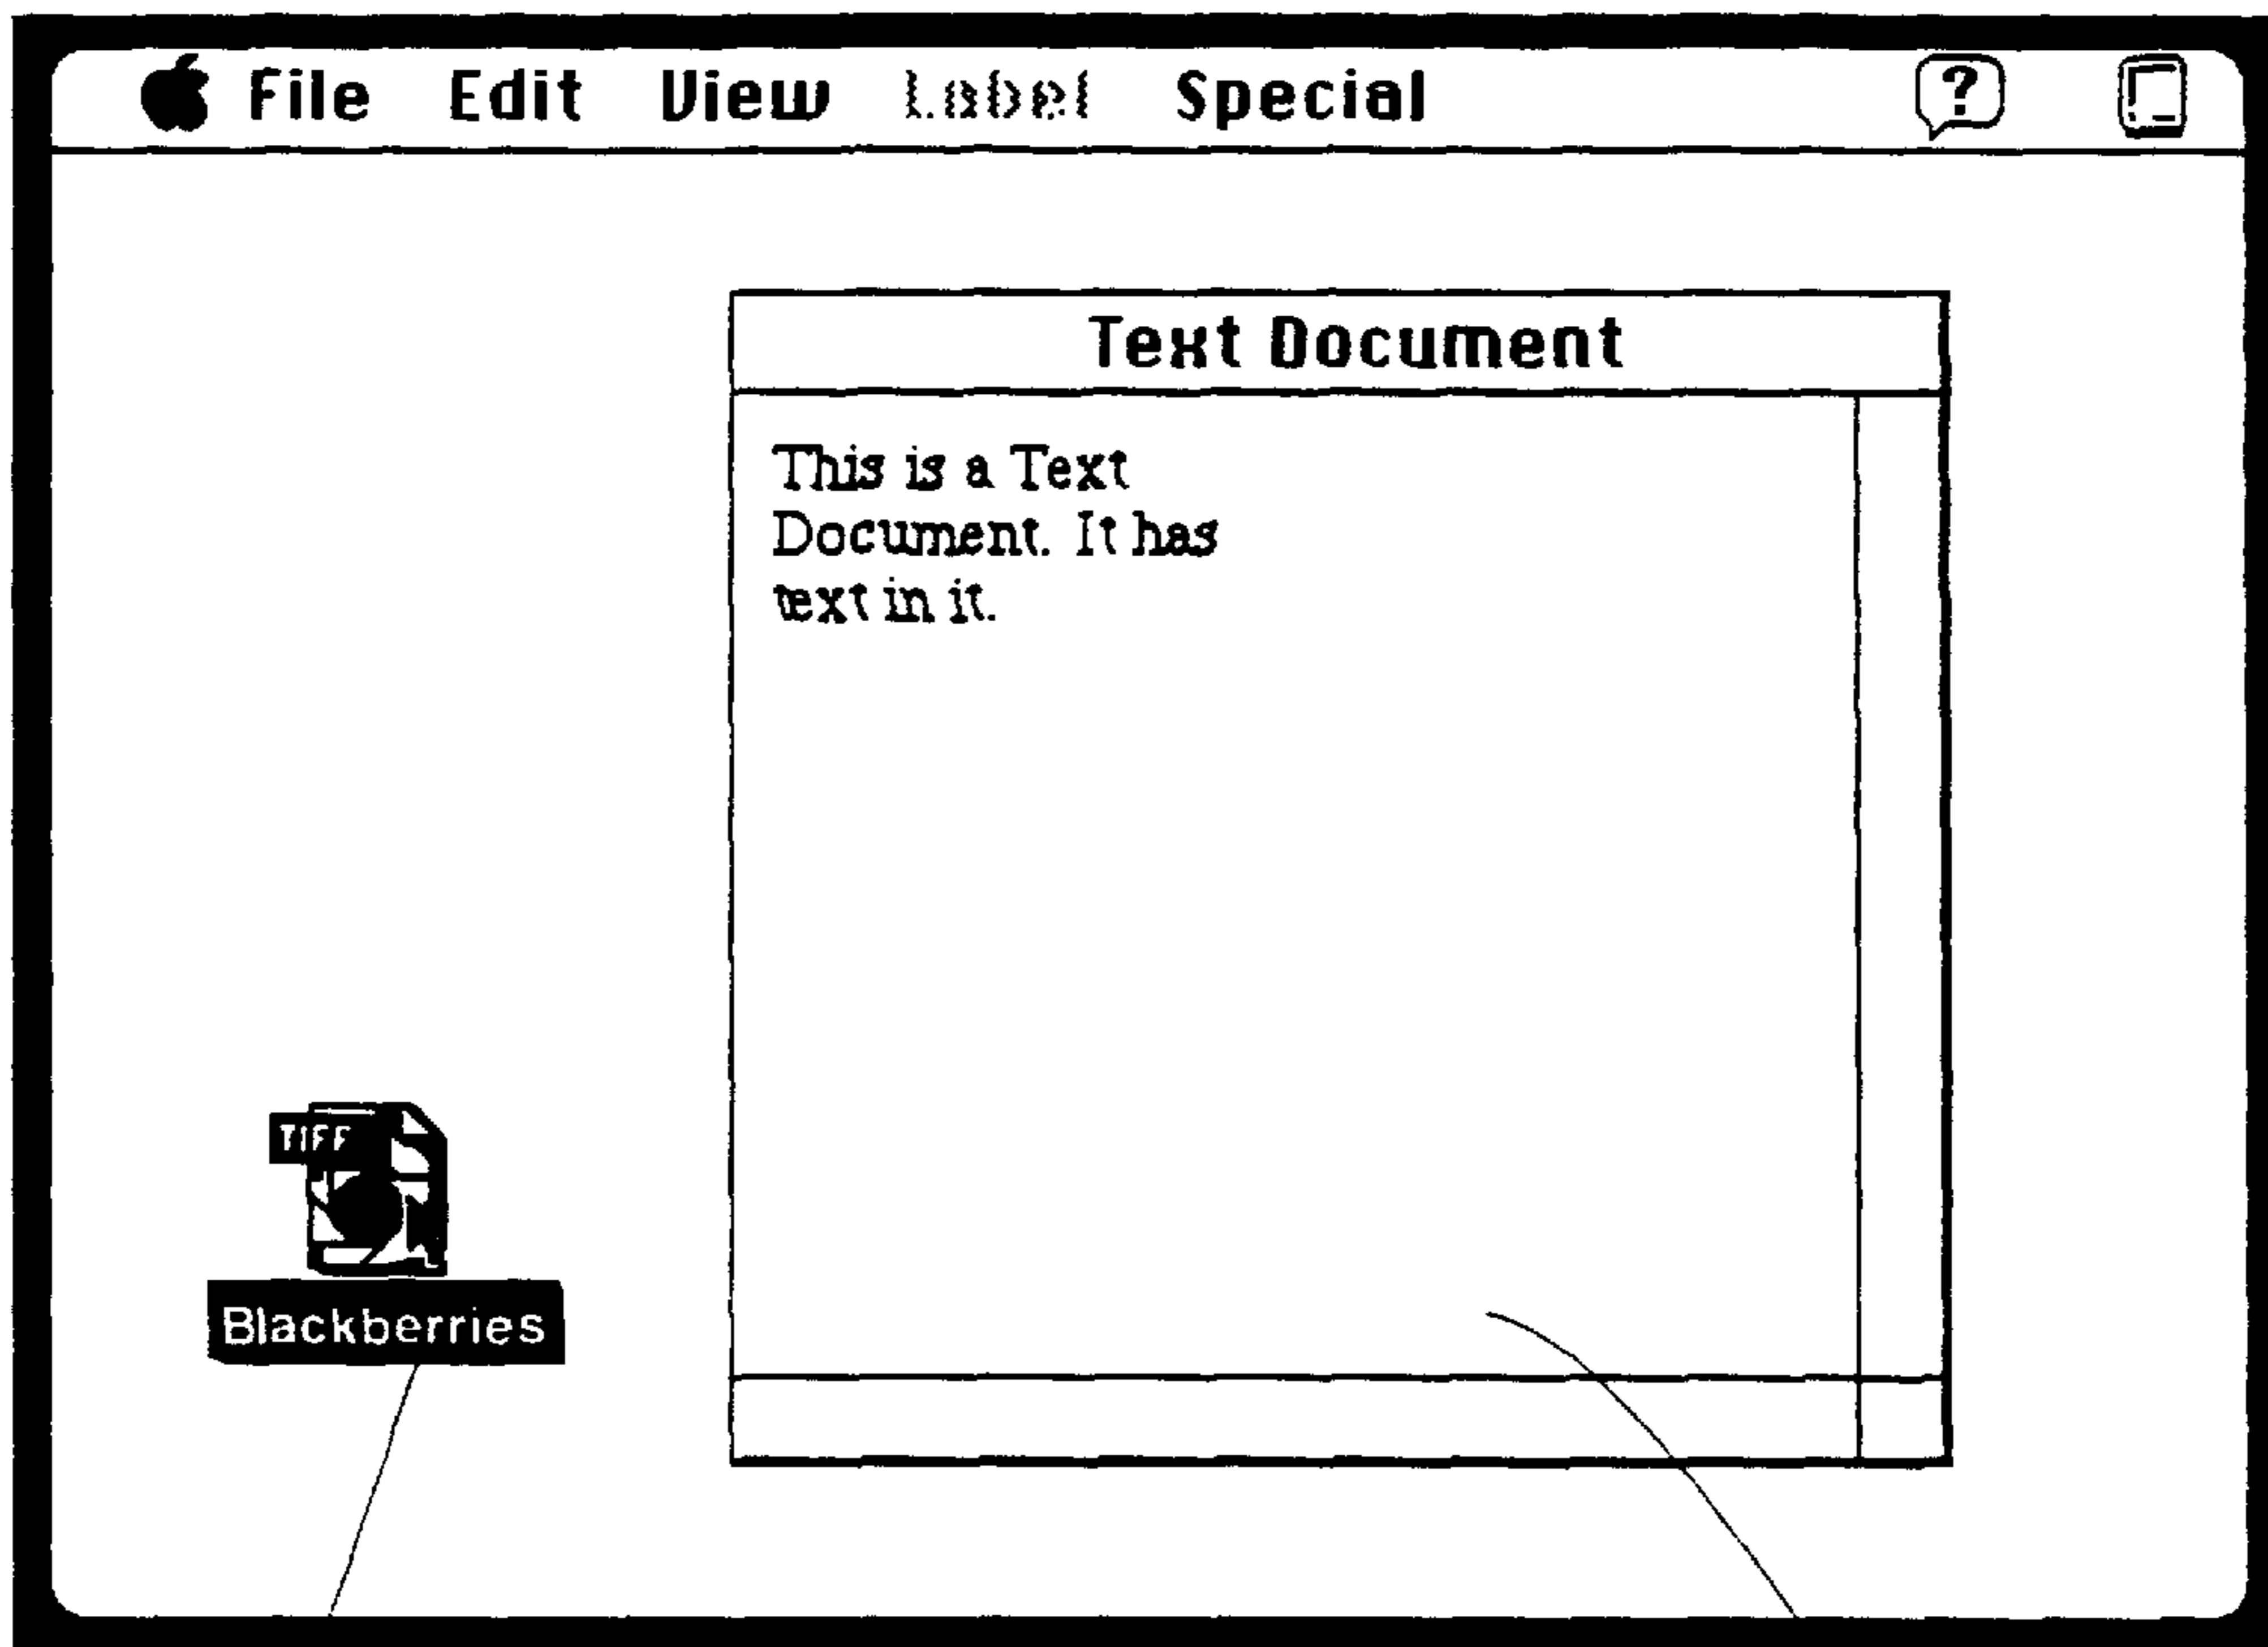 File Edit View Label Special ?
Text Document
This is a Text
Document. It has
text in it.
TIFF
Blackberries